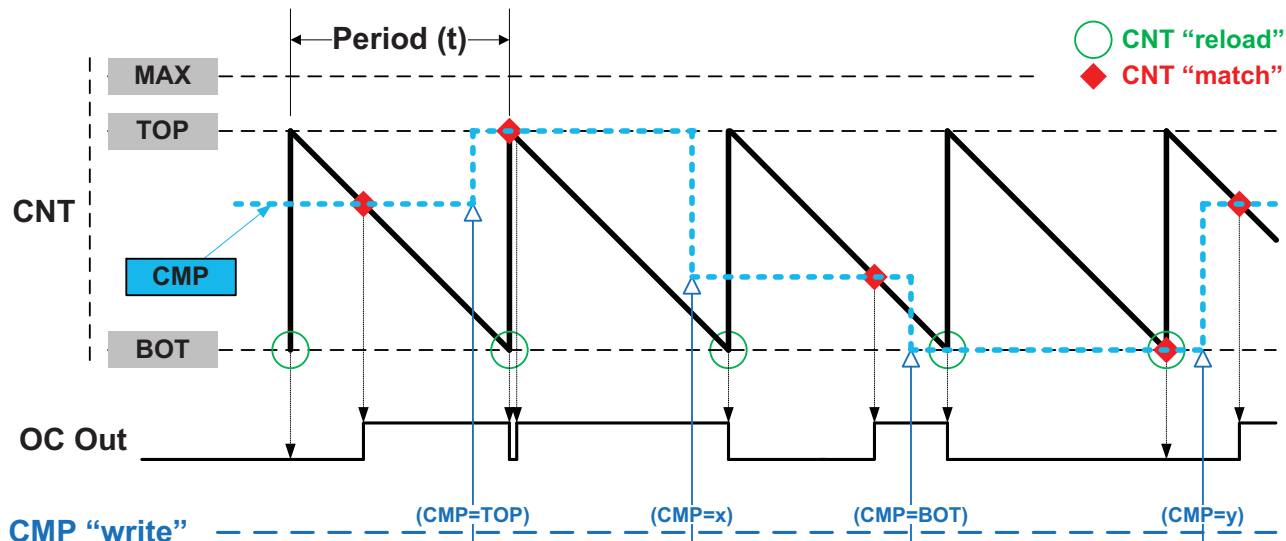 Period (t)
CNT “reload”
CNT “match”
MAX
TOP
CNT
CMP
BOT
OC Out
(CMP=TOP)
(CMP=x)
(CMP=BOT)
(CMP=y)
CMP “write”